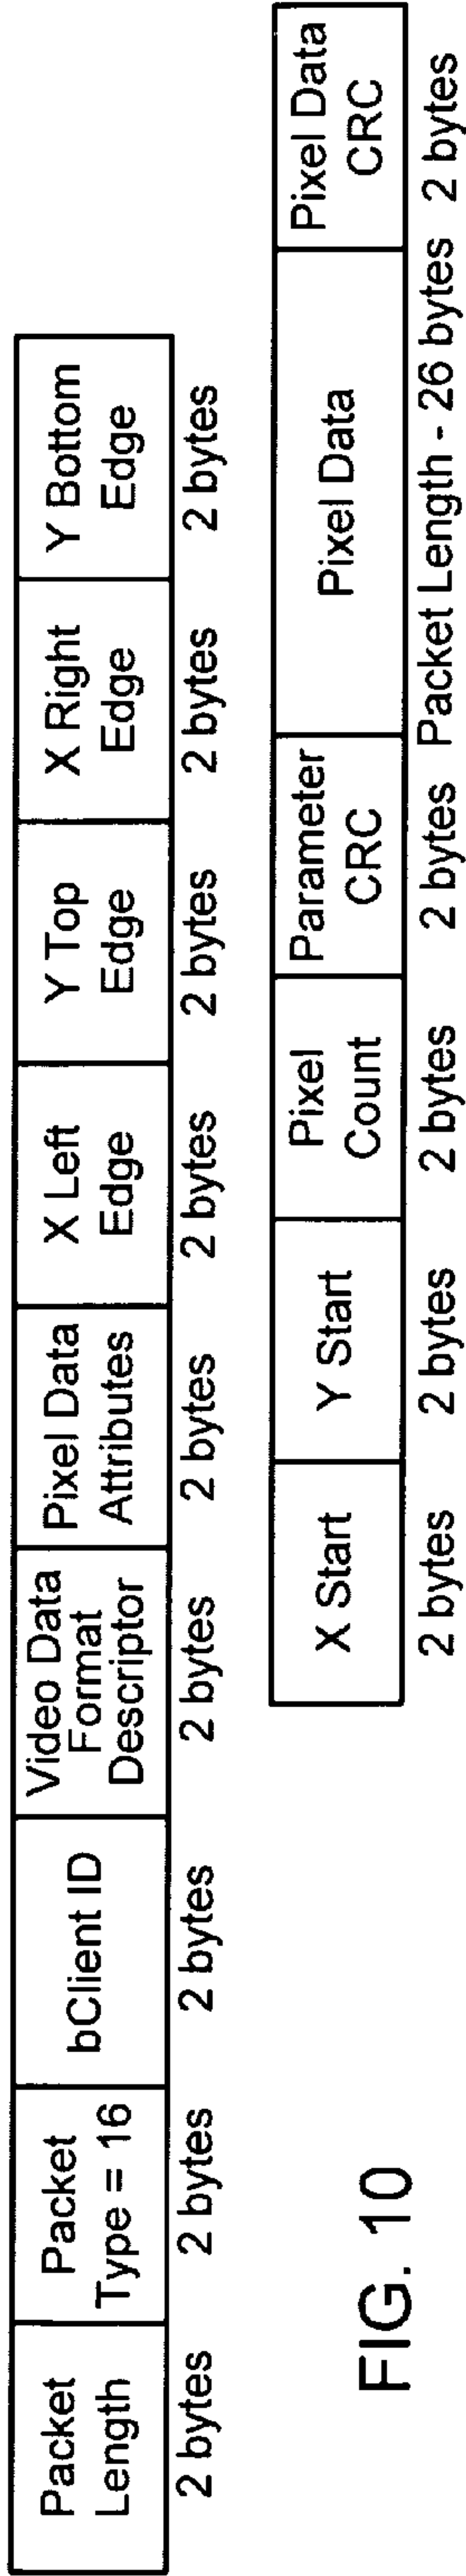 Packet
Length
2 bytes
Packet
Type = 16
2 bytes
bClient ID
2 bytes
Video Data
Format
Descriptor
2 bytes
Pixel Data
Attributes
2 bytes
X Left
Edge
2 bytes
Y Top
Edge
2 bytes
X Right
Edge
2 bytes
Y Bottom
Edge
2 bytes
X Start
2 bytes
Y Start
2 bytes
Pixel
Count
2 bytes
Parameter
CRC
2 bytes
Pixel Data
Packet Length - 26 bytes
Pixel Data
CRC
2 bytes
FIG. 10